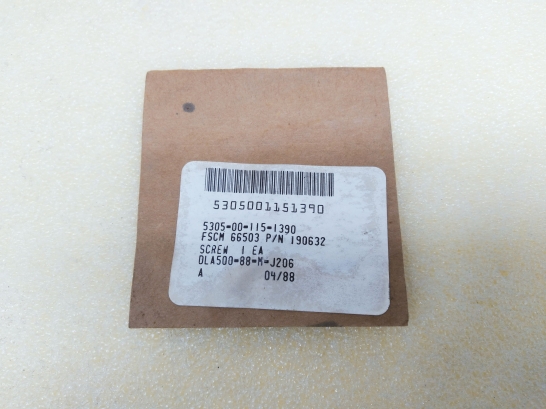 5305001151390
5305-00-115-1390
FSCM 66503 P/N 190632
SCREW 1 EA
DLA500-88-M-J206
A 04/88